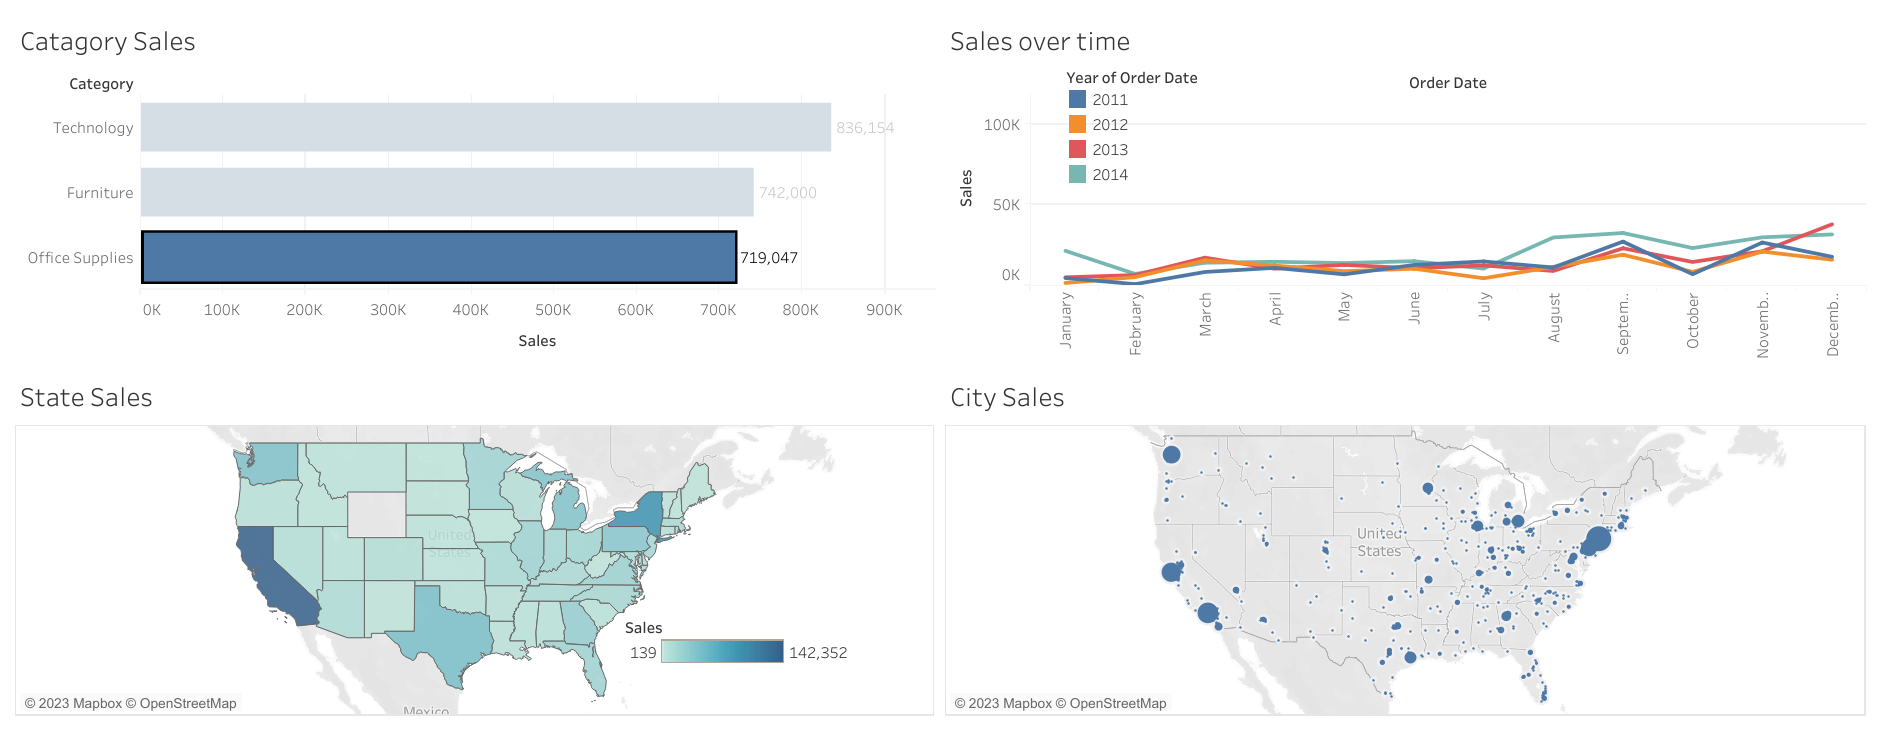 Catagory Sales
Category
Technology
836,154
Furniture
742,000
Office Supplies
719,047
0K 100K 200K 300K 400K 500K 600K 700K 800K 900K
Sales
Sales over time
Year of Order Date
2011
2012
2013
2014
Order Date
Sales
100K
50K
0K
January
February
March
April
May
June
July
August
Septem..
October
Novemb..
Decemb..
State Sales
United
States
Mexico
Sales
139 142,352
© 2023 Mapbox © OpenStreetMap
City Sales
United
States
© 2023 Mapbox © OpenStreetMap